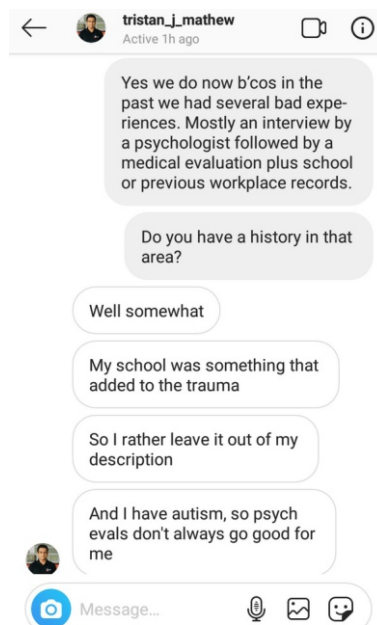 tristan_j_mathew
Active 1h ago
Yes we do now b'cos in the
past we had several bad expe-
riences. Mostly an interview by
a psychologist followed by a
medical evaluation plus school
or previous workplace records.
Do you have a history in that
area?
Well somewhat
My school was something that
added to the trauma
So I rather leave it out of my
description
And I have autism, so psych
evals don't always go good for
me
Message...